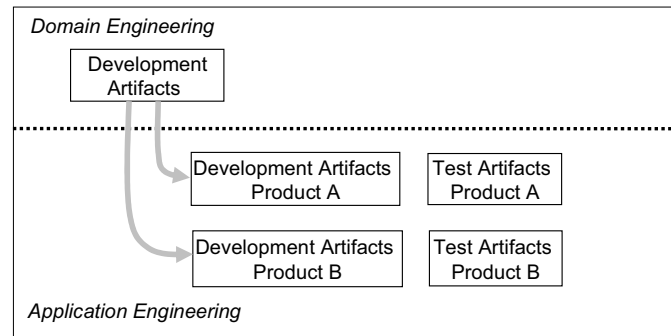 Domain Engineering
Development
Artifacts
Development Artifacts
Product A
Test Artifacts
Product A
Development Artifacts
Product B
Test Artifacts
Product B
Application Engineering